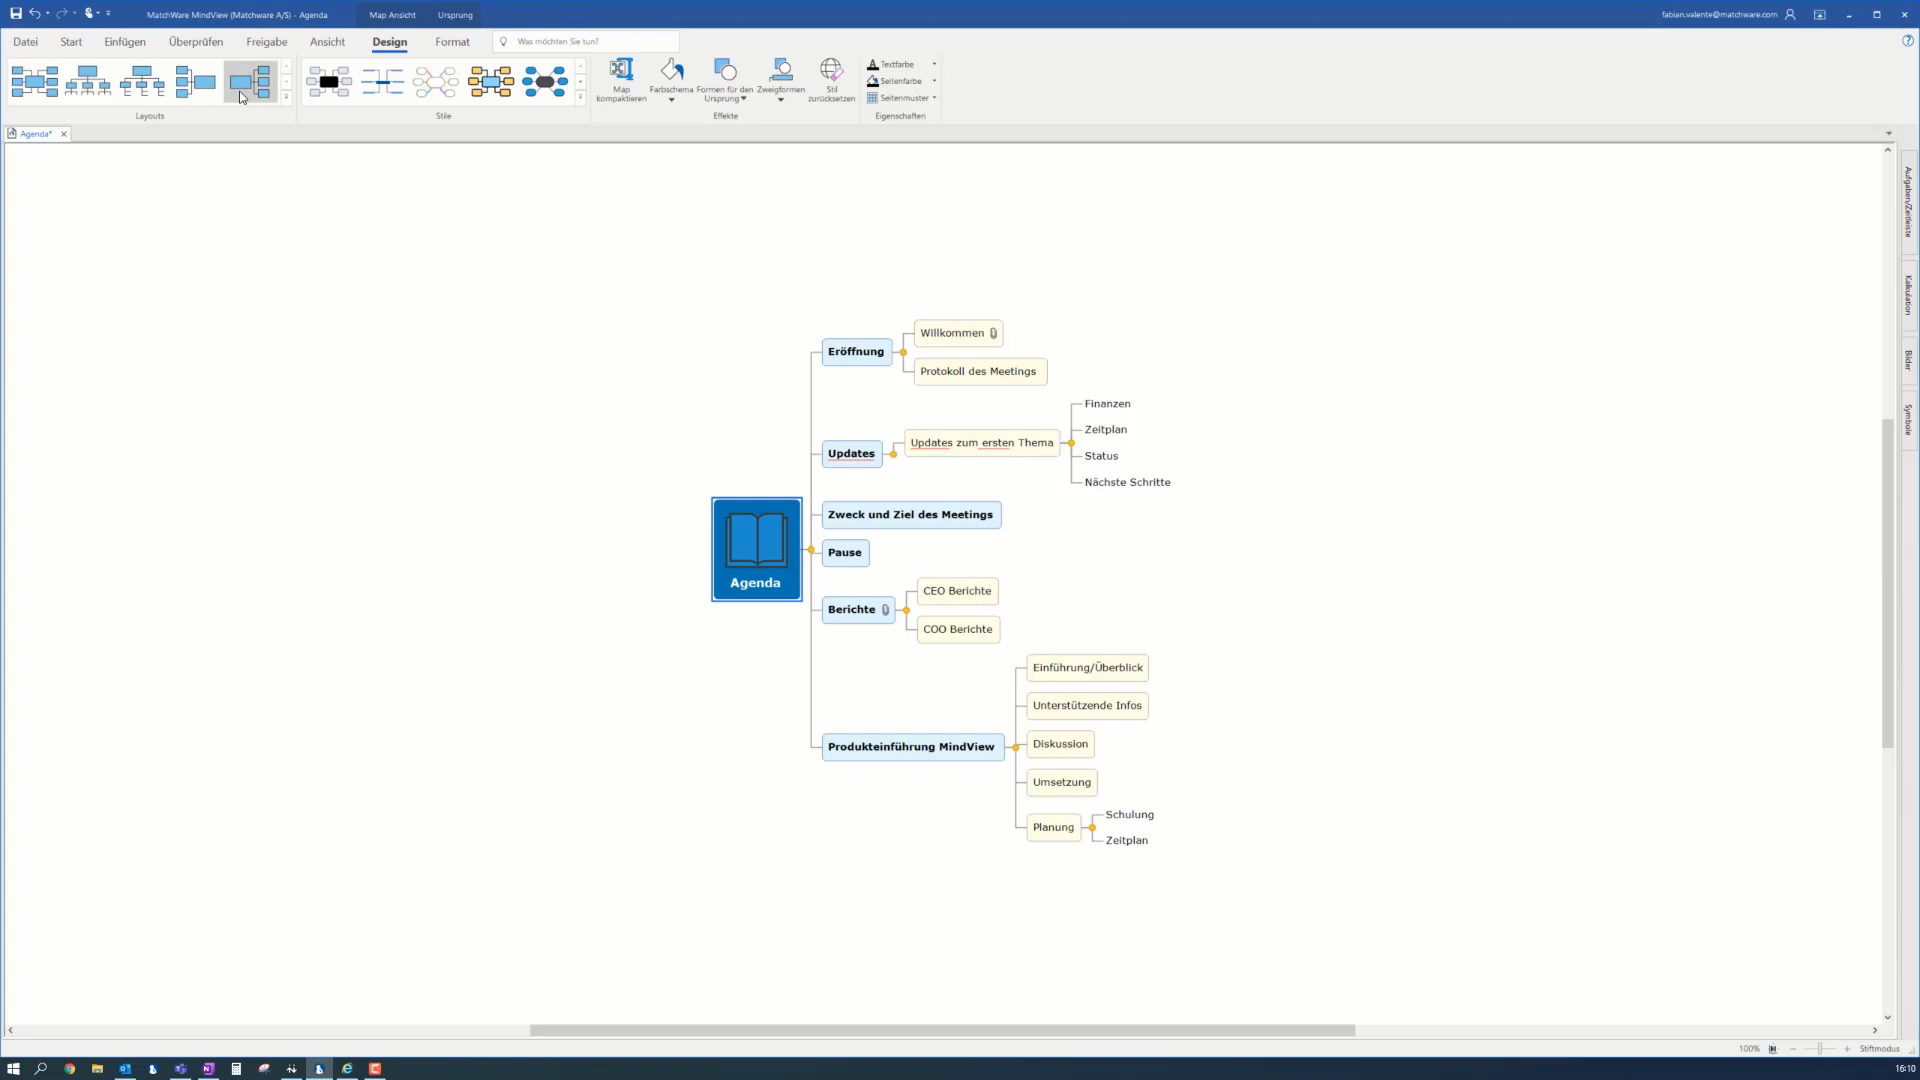 MatchWare MindView (Matchware A/S) - Agenda
Map Ansicht
Ursprung
fabian.valente@matchware.com
Datei
Start
Einfügen
Überprüfen
Freigabe
Ansicht
Design
Format
Was möchten Sie tun?
Map
kompaktieren
Farbschema
Formen für den
Ursprung
Zweigformen
Stil
zurücksetzen
Textfarbe
Seitenfarbe
Seitenmuster
Layouts
Stile
Effekte
Eigenschaften
Agenda*
Aufgaben/Zeitleiste
Kalkulation
Bilder
Symbole
Agenda
Eröffnung
Willkommen
Protokoll des Meetings
Updates
Updates zum ersten Thema
Finanzen
Zeitplan
Status
Nächste Schritte
Zweck und Ziel des Meetings
Pause
Berichte
CEO Berichte
COO Berichte
Produkteinführung MindView
Einführung/Überblick
Unterstützende Infos
Diskussion
Umsetzung
Planung
Schulung
Zeitplan
100%
Stiftmodus
16:10